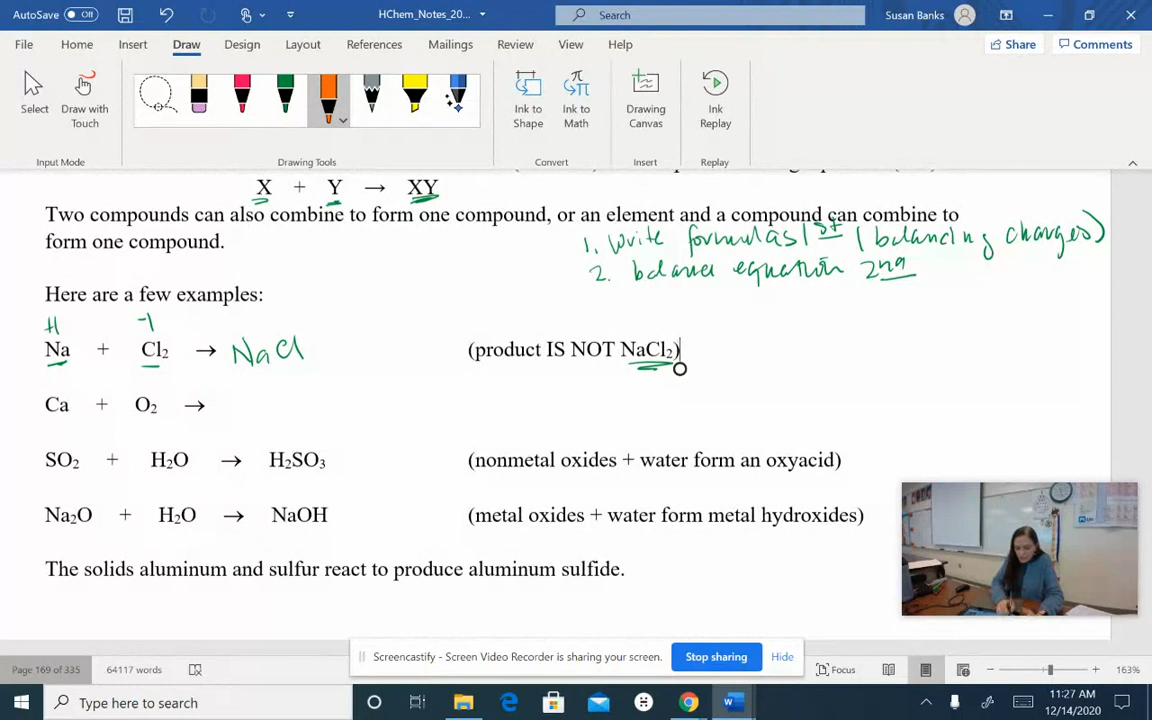 AutoSave Off HChem_Notes_20... Search Susan Banks
File Home Insert Draw Design Layout References Mailings Review View Help Share Comments
Select Draw with Touch Ink to Shape Ink to Math Drawing Canvas Ink Replay
Input Mode Drawing Tools Convert Insert Replay
X + Y → XY
Two compounds can also combine to form one compound, or an element and a compound can combine to
form one compound.
1. Write formulas 1st (balancing charges)
2. balance equation 2nd
Here are a few examples:
+1 -1
Na + Cl₂ → NaCl (product IS NOT NaCl₂)
Ca + O₂ →
SO₂ + H₂O → H₂SO₃ (nonmetal oxides + water form an oxyacid)
Na₂O + H₂O → NaOH (metal oxides + water form metal hydroxides)
The solids aluminum and sulfur react to produce aluminum sulfide.
Screencastify - Screen Video Recorder is sharing your screen. Stop sharing Hide
Page 169 of 335 64117 words Focus 163%
Type here to search 11:27 AM
12/14/2020